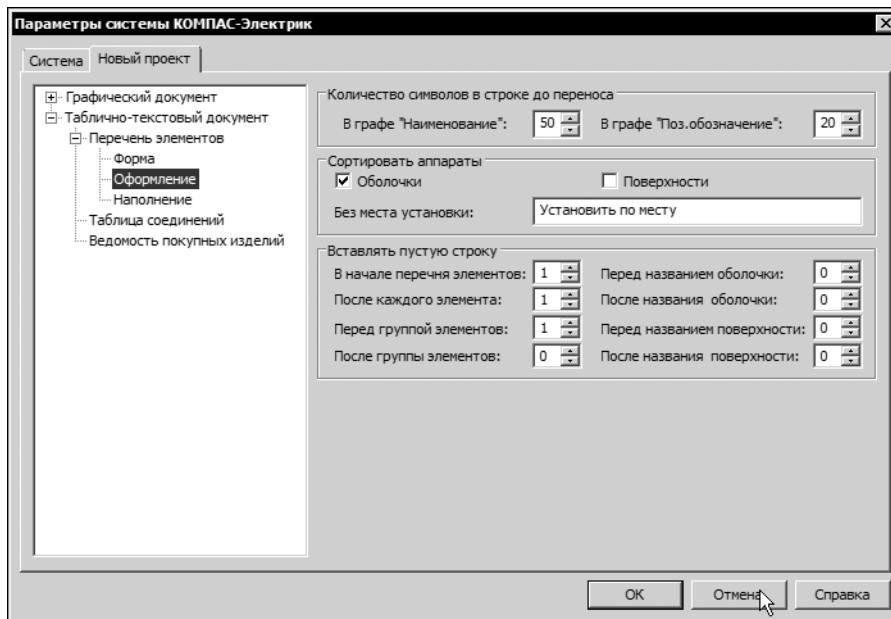 Параметры системы КОМПАС-Электрик
Система Новый проект
Графический документ
Таблично-текстовый документ
Перечень элементов
Форма
Оформление
Наполнение
Таблица соединений
Ведомость покупных изделий
Количество символов в строке до переноса
В графе "Наименование": 50 В графе "Поз.обозначение": 20
Сортировать аппараты
Оболочки Поверхности
Без места установки: Установить по месту
Вставлять пустую строку
В начале перечня элементов: 1 Перед названием оболочки: 0
После каждого элемента: 1 После названия оболочки: 0
Перед группой элементов: 1 Перед названием поверхности: 0
После группы элементов: 0 После названия поверхности: 0
ОК Отмена Справка